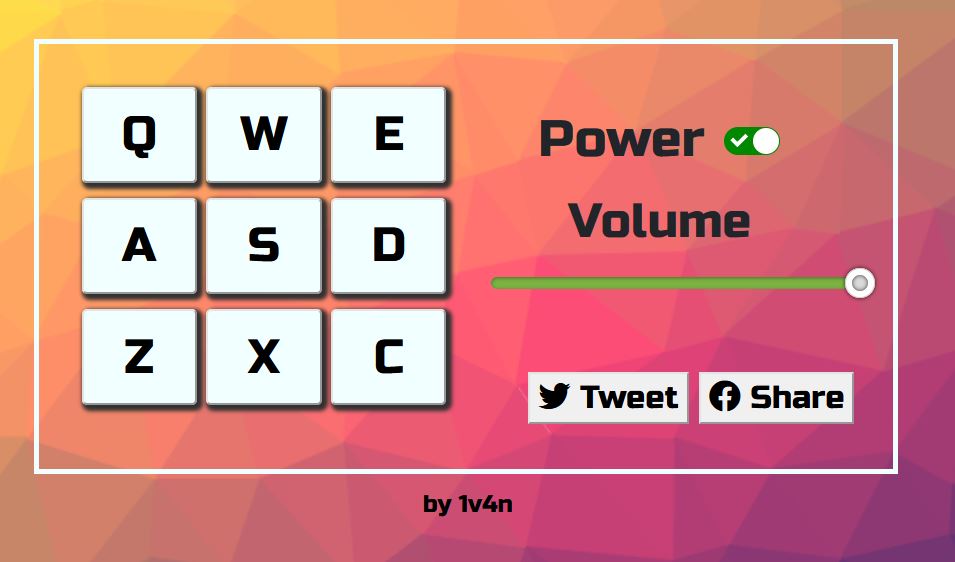 Q W E
A S D
Z X C
Power
Volume
Tweet Share
by 1v4n